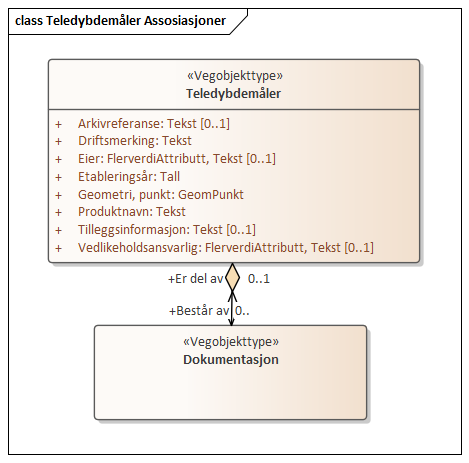 class Teledybdemåler Assosiasjoner
«Vegobjekttype»
Teledybdemåler
+ Arkivreferanse: Tekst [0..1]
+ Driftsmerking: Tekst
+ Eier: FlerverdiAttributt, Tekst [0..1]
+ Etableringsår: Tall
+ Geometri, punkt: GeomPunkt
+ Produktnavn: Tekst
+ Tilleggsinformasjon: Tekst [0..1]
+ Vedlikeholdsansvarlig: FlerverdiAttributt, Tekst [0..1]
+Er del av 0..1
+Består av 0..
«Vegobjekttype»
Dokumentasjon